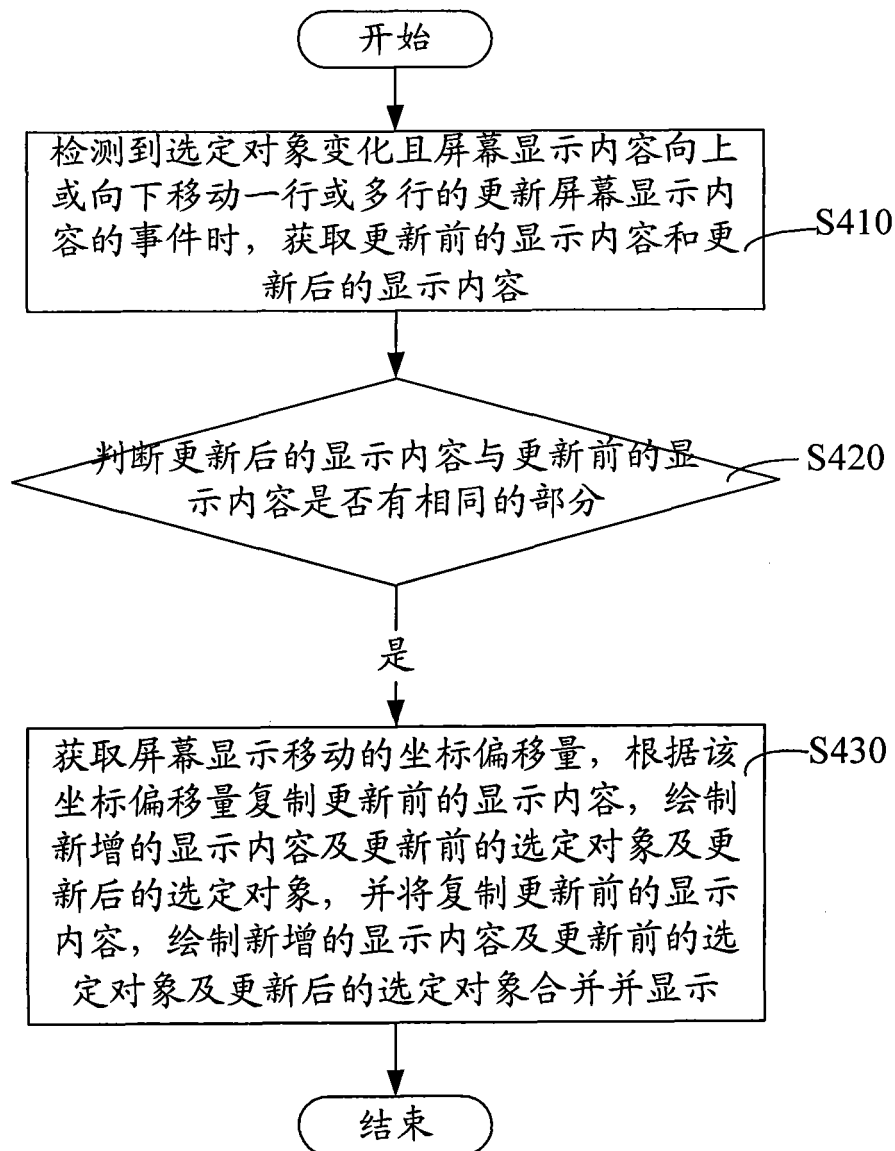 开始
检测到选定对象变化且屏幕显示内容向上
或向下移动一行或多行的更新屏幕显示内
容的事件时，获取更新前的显示内容和更
新后的显示内容
S410
判断更新后的显示内容与更新前的显
示内容是否有相同的部分
S420
是
获取屏幕显示移动的坐标偏移量，根据该
坐标偏移量复制更新前的显示内容，绘制
新增的显示内容及更新前的选定对象及更
新后的选定对象，并将复制更新前的显示
内容，绘制新增的显示内容及更新前的选
定对象及更新后的选定对象合并并显示
S430
结束